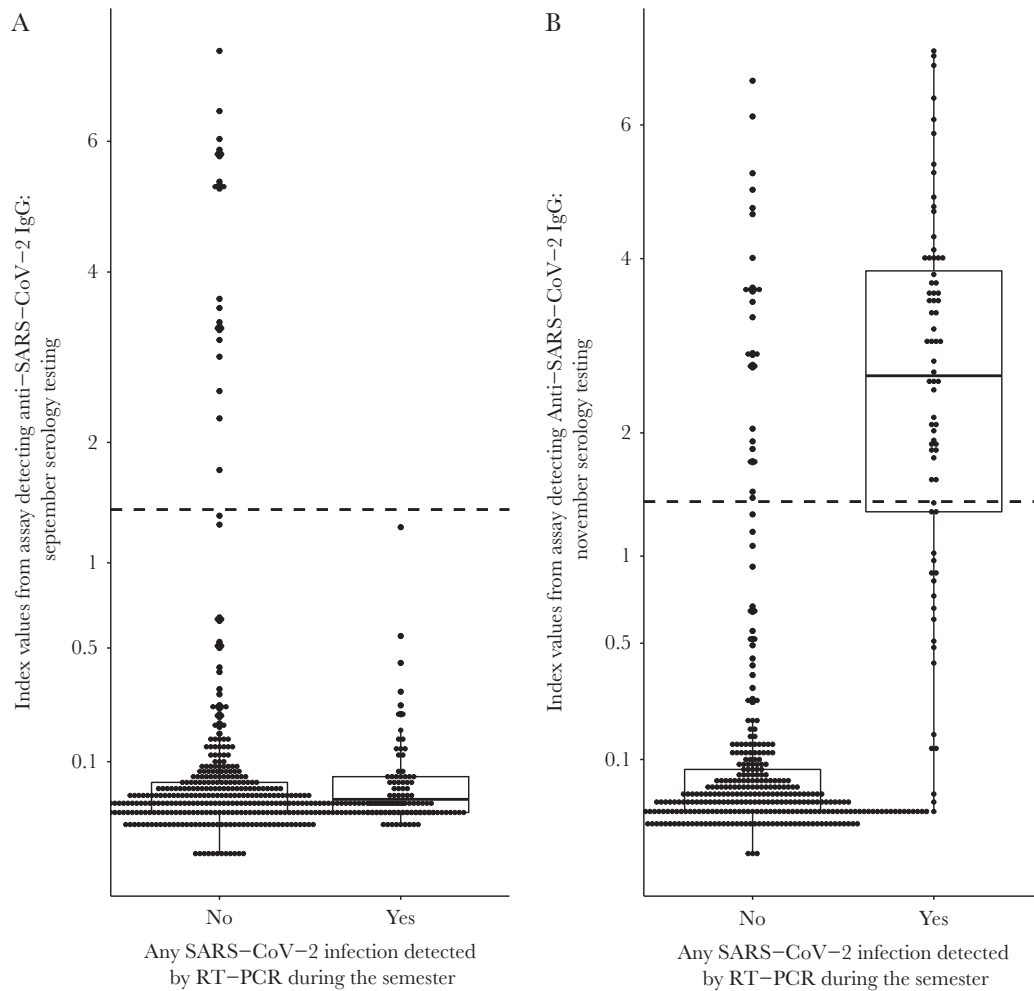 A
Index values from assay detecting anti−SARS−CoV−2 IgG:
september serology testing
6
4
2
1
0.5
0.1
No
Yes
Any SARS−CoV−2 infection detected
by RT−PCR during the semester
B
Index values from assay detecting Anti−SARS−CoV−2 IgG:
november serology testing
6
4
2
1
0.5
0.1
No
Yes
Any SARS−CoV−2 infection detected
by RT−PCR during the semester